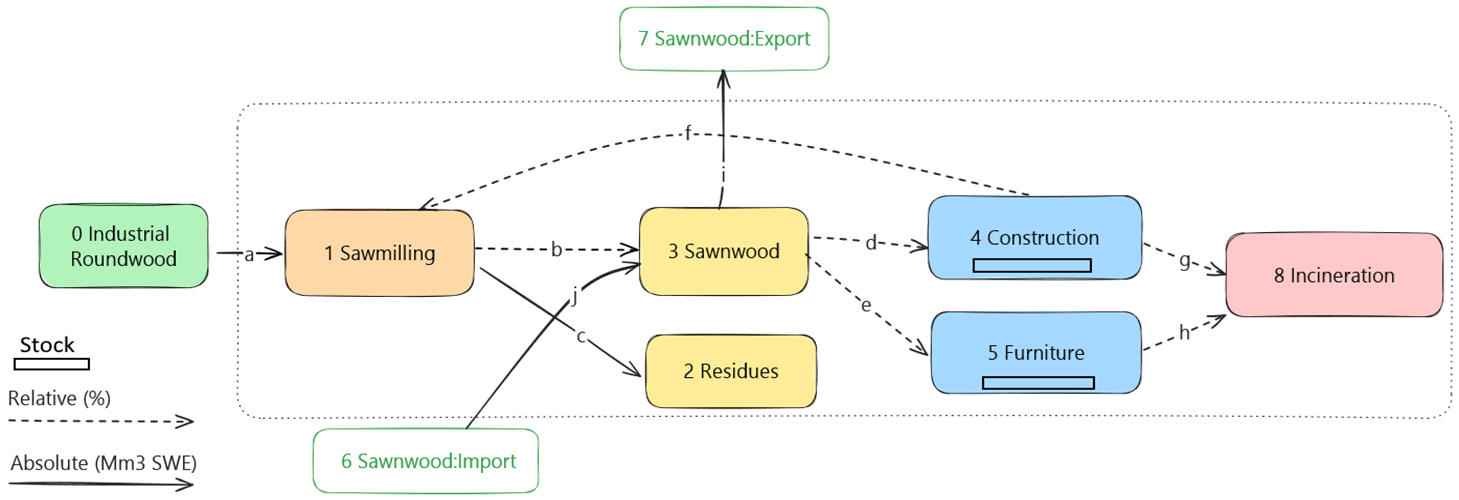 7 Sawnwood:Export
f
i
0 Industrial
Roundwood
a
1 Sawmilling
b
3 Sawnwood
d
4 Construction
g
8 Incineration
j
e
c
h
5 Furniture
2 Residues
Stock
Relative (%)
Absolute (Mm3 SWE)
6 Sawnwood:Import